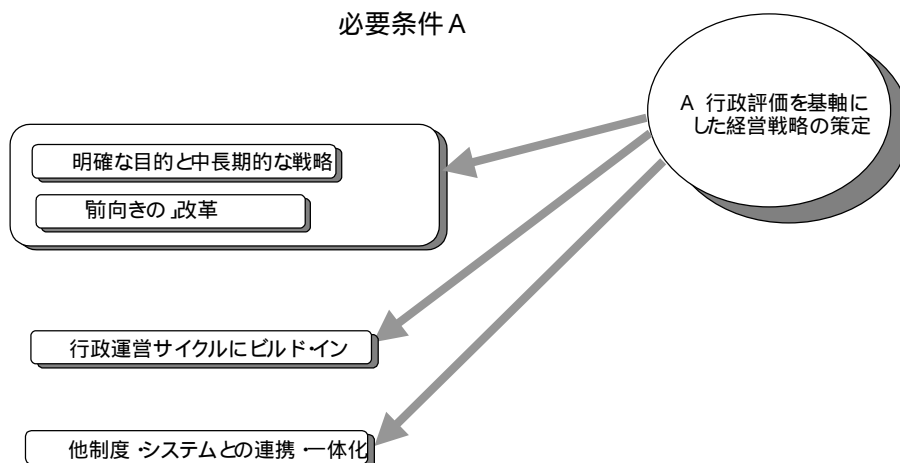 必要条件A
A 行政評価を基軸に
した経営戦略の策定
明確な目的と中長期的な戦略
「前向きの」改革
行政運営サイクルにビルド・イン
他制度・システムとの連携・一体化